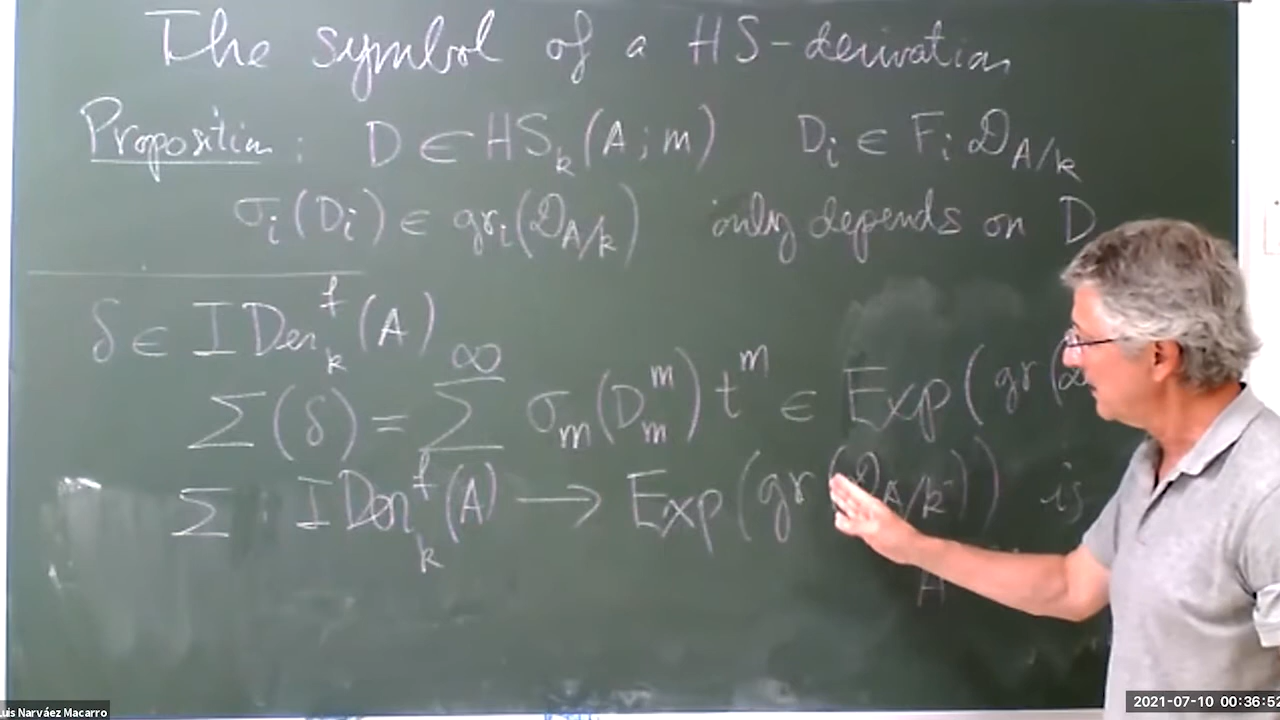 The symbol of a HS-derivation
Proposition: D ∈ HS_k(A; m) D_i ∈ F_i 𝒟_{A/k}
σ_i(D_i) ∈ gr_i(𝒟_{A/k}) only depends on D
δ ∈ IDer_k^f(A)
Σ(δ) = Σ^∞ σ_m(D_m^m) t^m ∈ Exp(gr(𝒟
Σ IDer_k^f(A) → Exp(gr(𝒟_{A/k})) is
A
Luis Narváez Macarro
2021-07-10 00:36:52